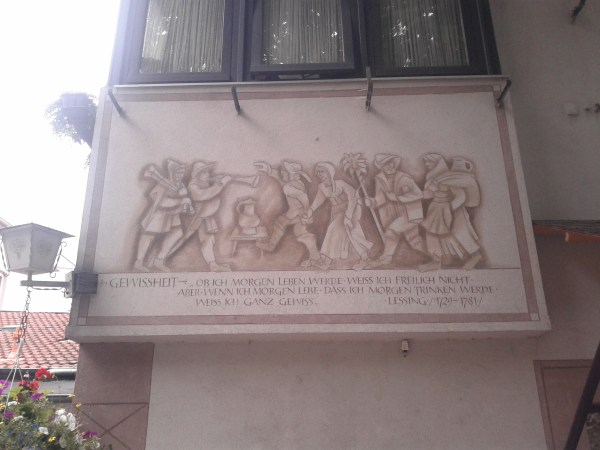 · GEWISSHEIT · „OB ICH MORGEN LEBEN WERDE · WEISS ICH FREILICH NICHT ·
ABER · WENN ICH MORGEN LEBE · DASS ICH MORGEN TRINKEN WERDE ·
WEISS ICH GANZ GEWISS„ LESSING · /1729–1781/